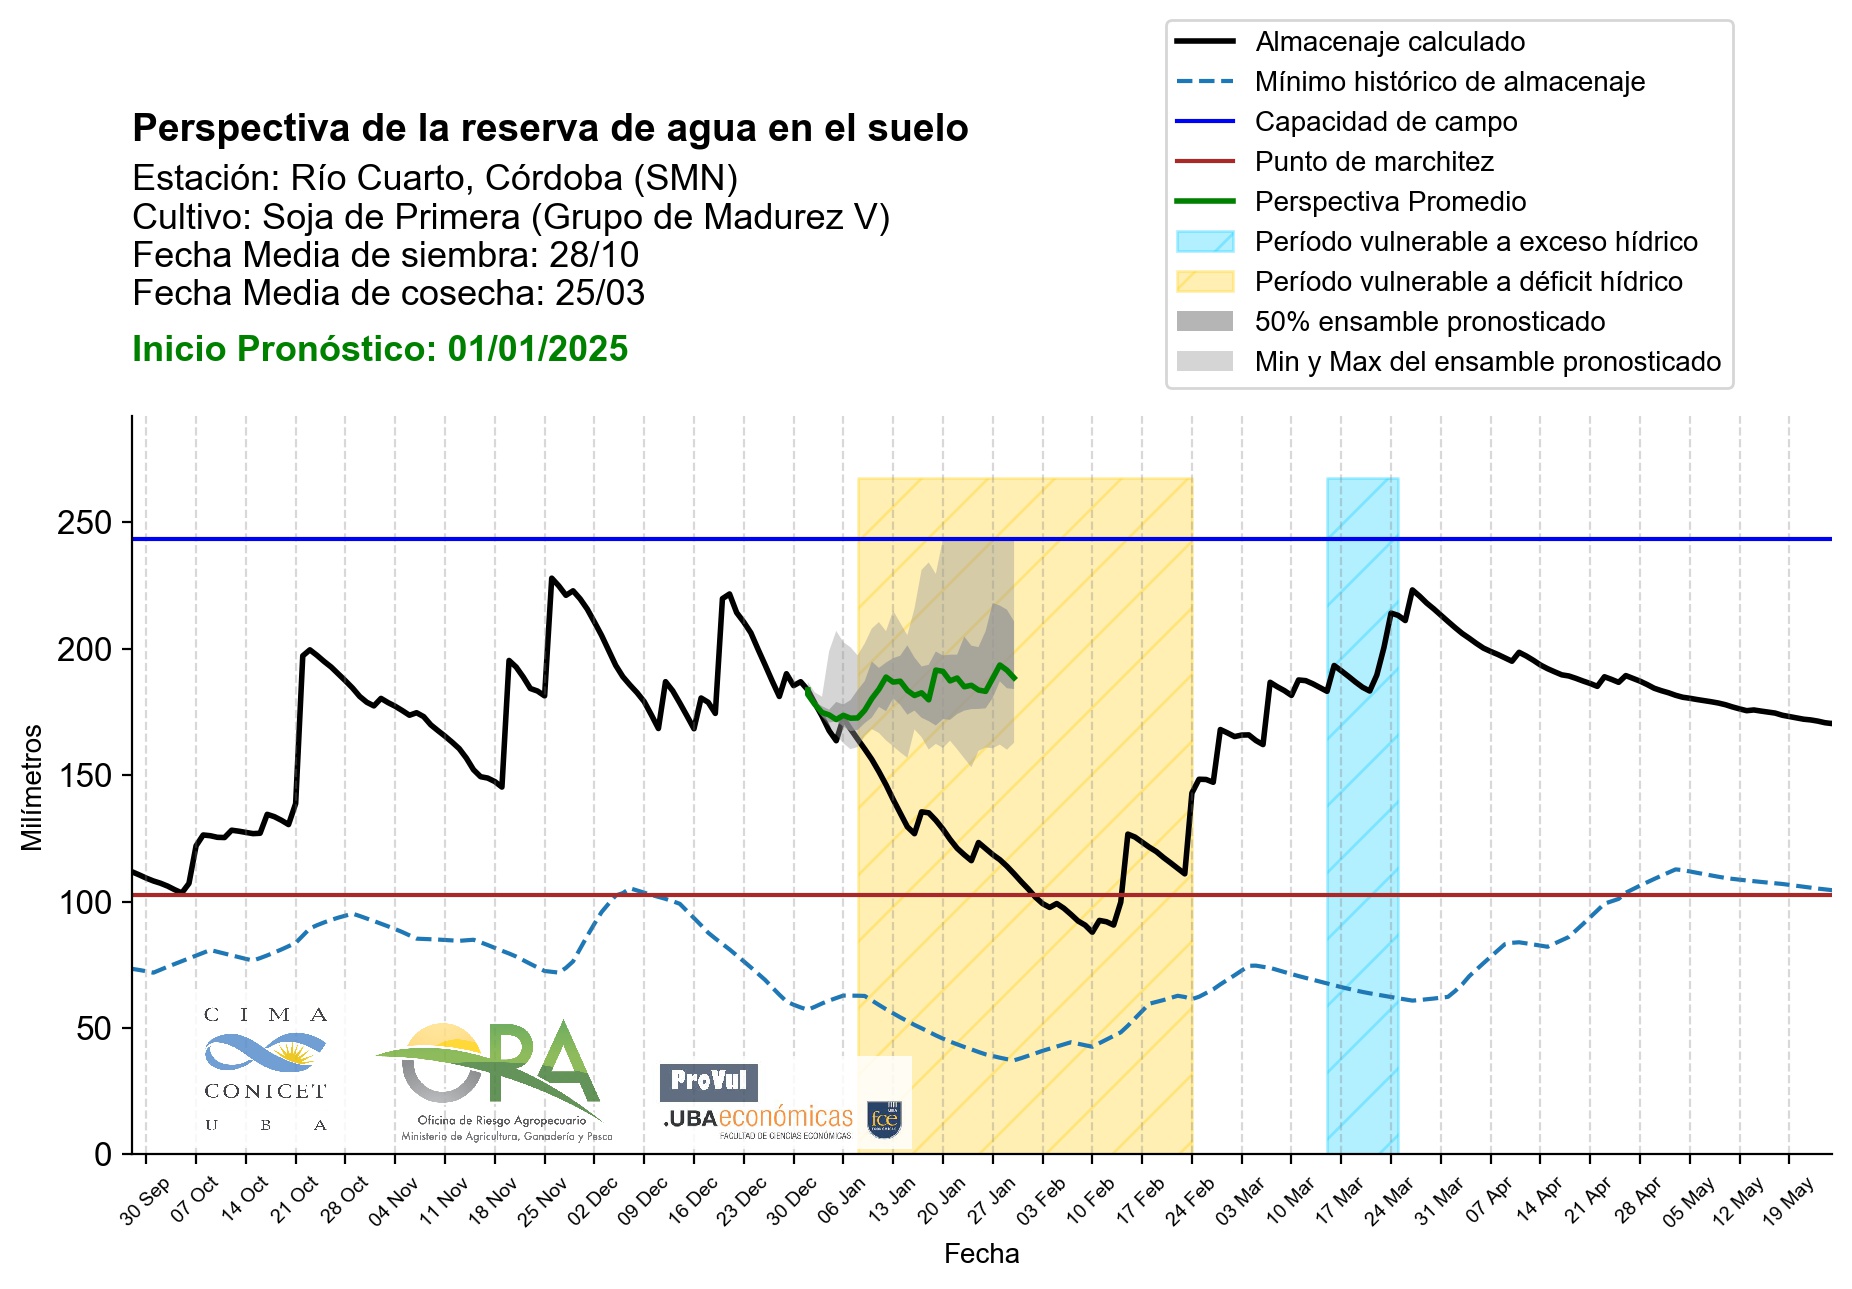 Almacenaje calculado
Mínimo histórico de almacenaje
Capacidad de campo
Punto de marchitez
Perspectiva Promedio
Período vulnerable a exceso hídrico
Período vulnerable a déficit hídrico
50% ensamble pronosticado
Min y Max del ensamble pronosticado
Perspectiva de la reserva de agua en el suelo
Estación: Río Cuarto, Córdoba (SMN)
Cultivo: Soja de Primera (Grupo de Madurez V)
Fecha Media de siembra: 28/10
Fecha Media de cosecha: 25/03
Inicio Pronóstico: 01/01/2025
Milímetros
250
200
150
100
50
0
CIMA
CONICET
UBA
ORA
Oficina de Riesgo Agropecuario
Ministerio de Agricultura, Ganadería y Pesca
ProVul
.UBAeconómicas
FACULTAD DE CIENCIAS ECONÓMICAS
UBA
fce
ECONÓMICAS
30 Sep 07 Oct 14 Oct 21 Oct 28 Oct 04 Nov 11 Nov 18 Nov 25 Nov 02 Dec 09 Dec 16 Dec 23 Dec 30 Dec 06 Jan 13 Jan 20 Jan 27 Jan 03 Feb 10 Feb 17 Feb 24 Feb 03 Mar 10 Mar 17 Mar 24 Mar 31 Mar 07 Apr 14 Apr 21 Apr 28 Apr 05 May 12 May 19 May
Fecha